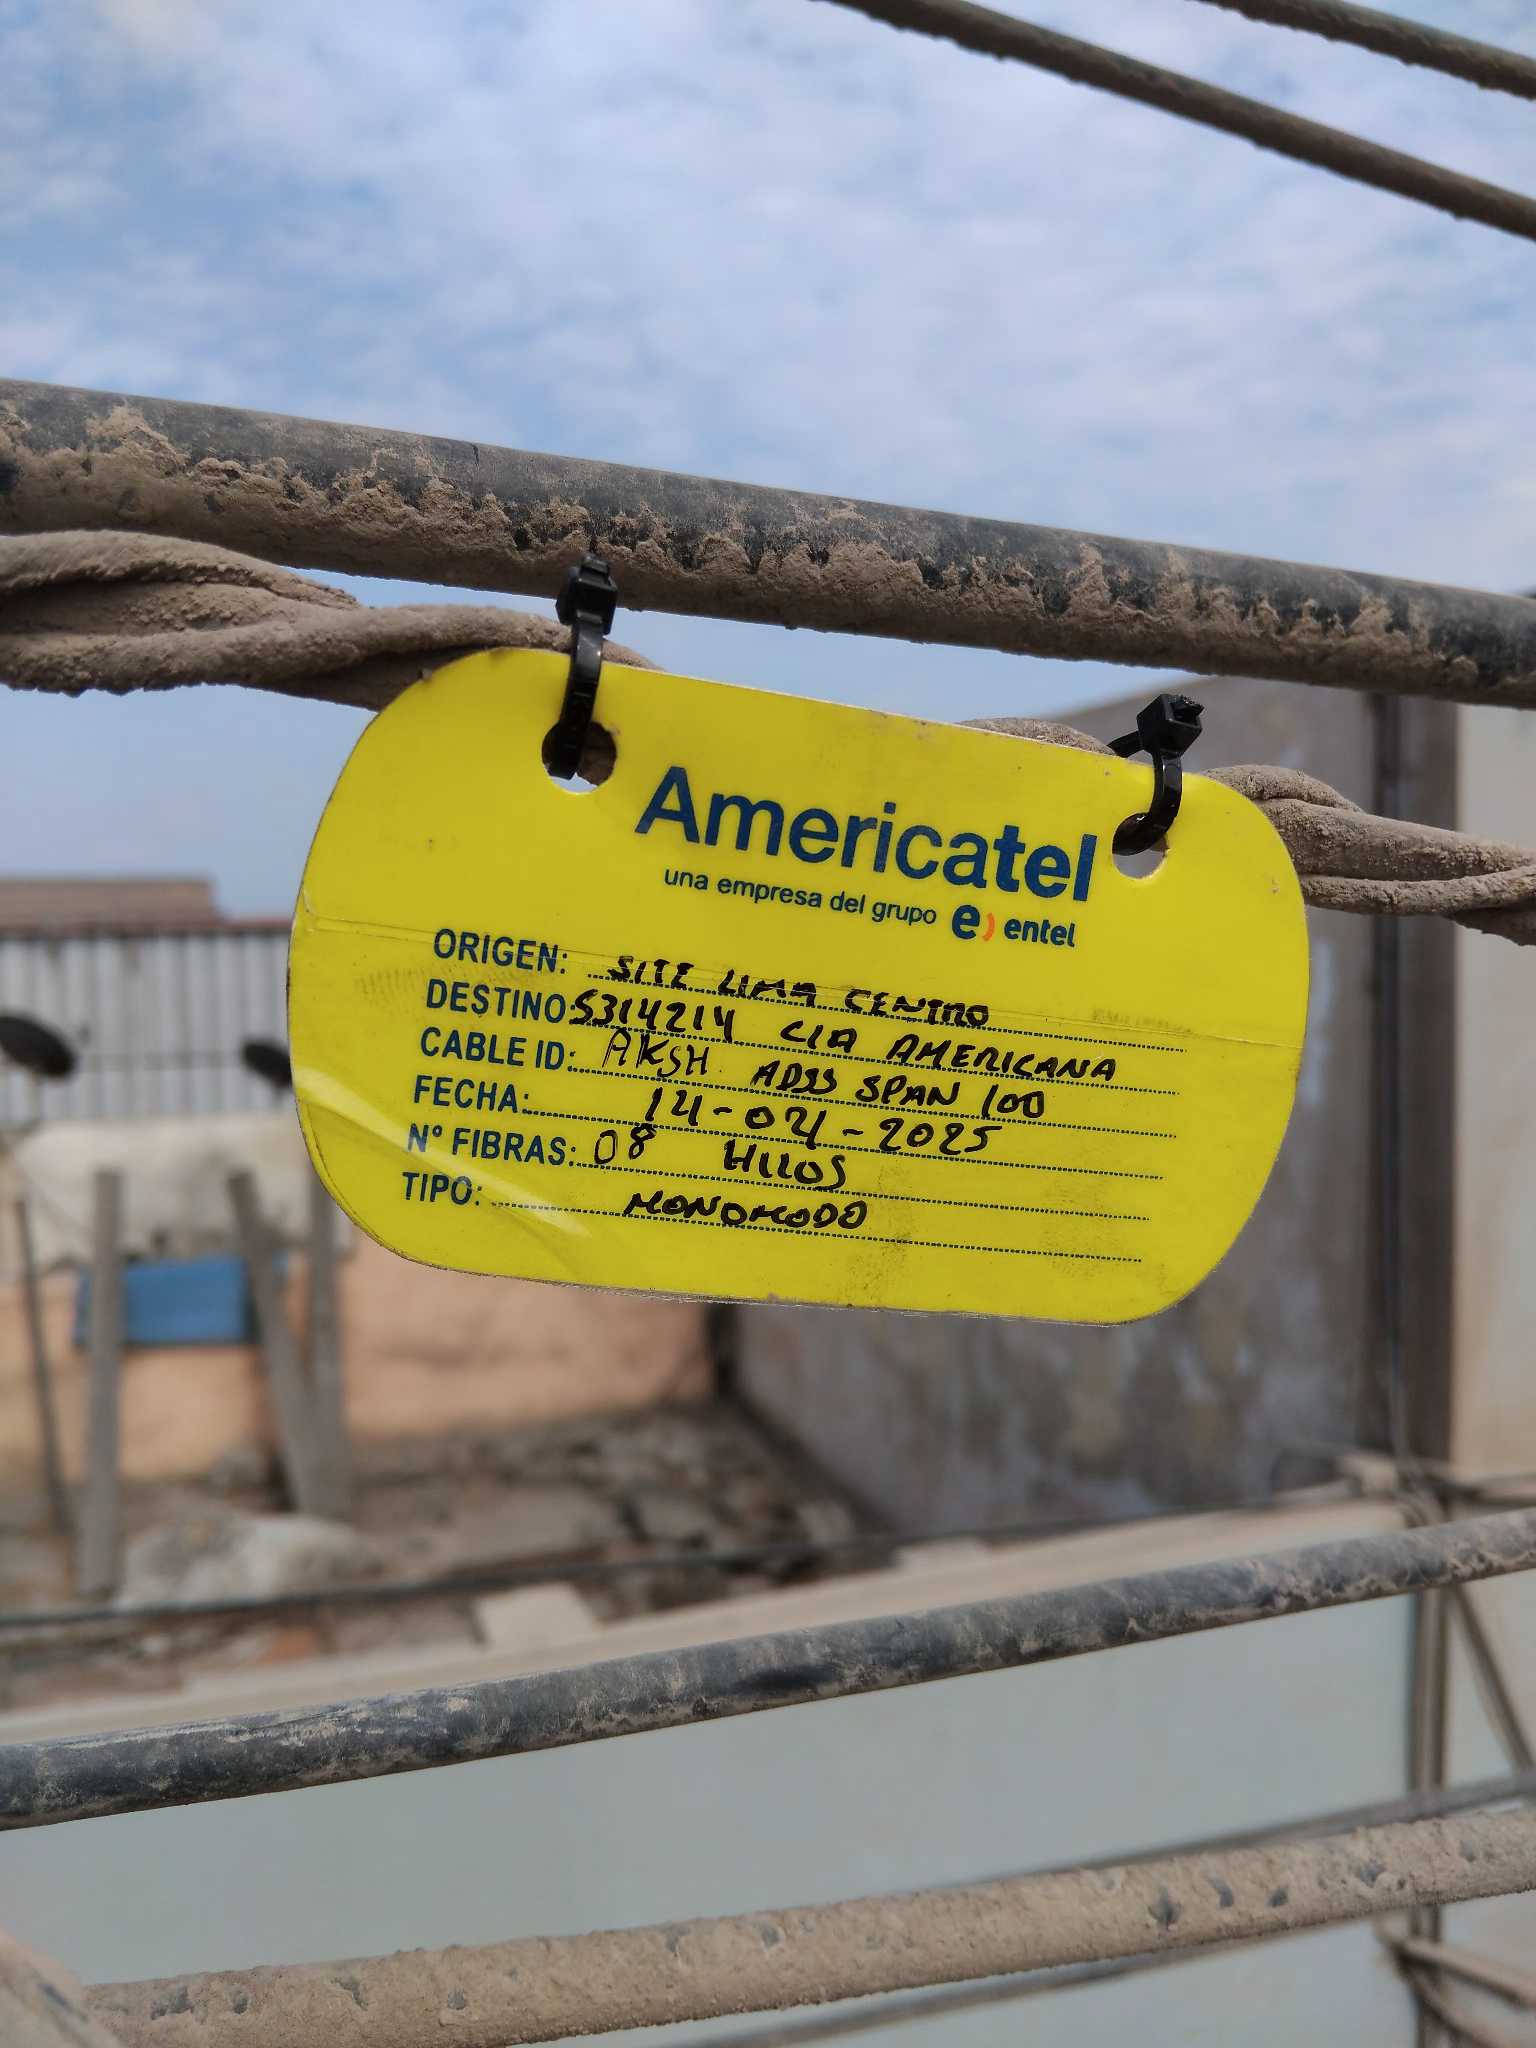 Americatel
una empresa del grupo e) entel
ORIGEN: SITE LIMA CENTRO
DESTINO: S314214 CIA AMERICANA
CABLE ID: AKSH ADSS SPAN 100
FECHA: 14-04-2025
N° FIBRAS: 08 HILOS
TIPO: MONOMODO